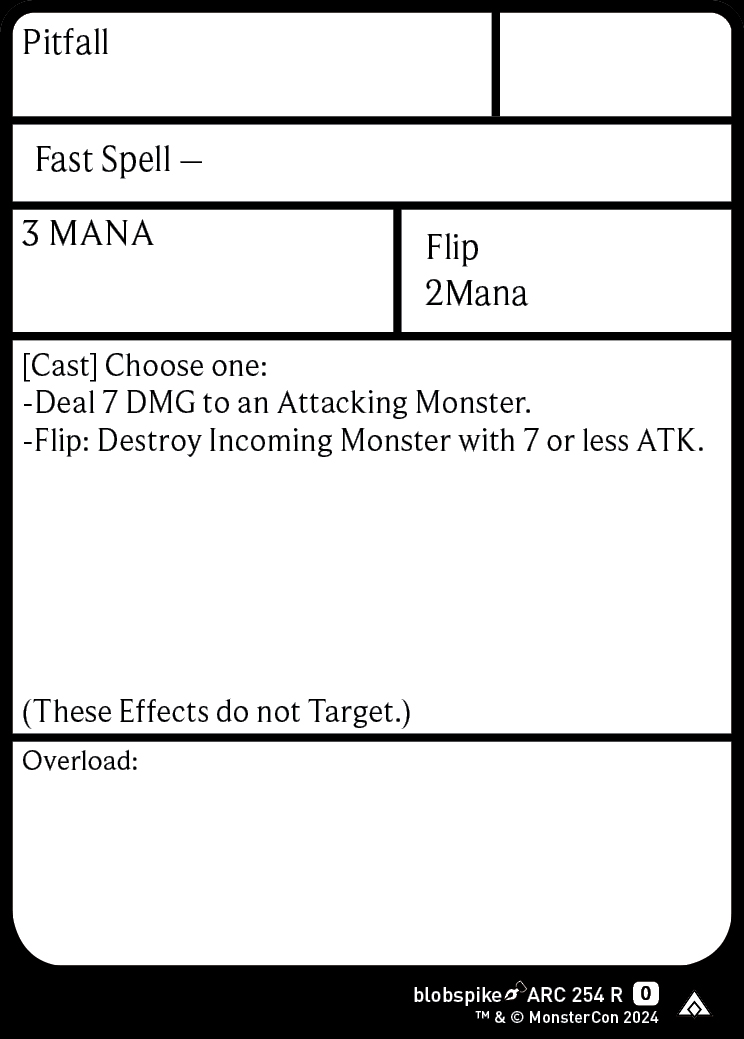 Pitfall
Fast Spell —
3 MANA
Flip
2Mana
[Cast] Choose one:
-Deal 7 DMG to an Attacking Monster.
-Flip: Destroy Incoming Monster with 7 or less ATK.
(These Effects do not Target.)
Overload:
blobspike ARC 254 R 0
™ & © MonsterCon 2024